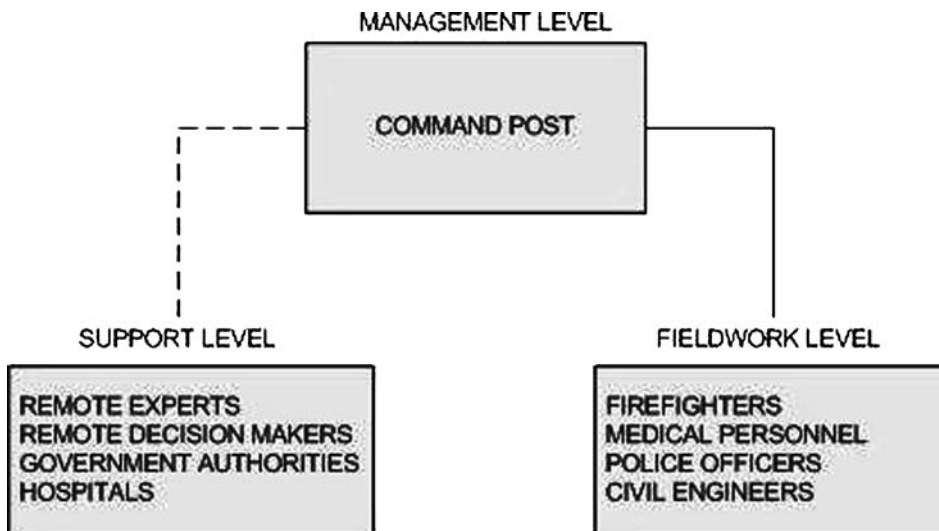 MANAGEMENT LEVEL
COMMAND POST
SUPPORT LEVEL
REMOTE EXPERTS
REMOTE DECISION MAKERS
GOVERNMENT AUTHORITIES
HOSPITALS
FIELDWORK LEVEL
FIREFIGHTERS
MEDICAL PERSONNEL
POLICE OFFICERS
CIVIL ENGINEERS